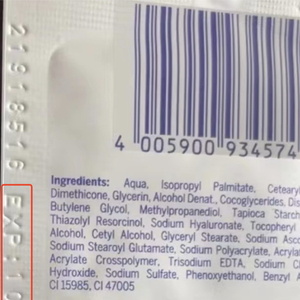 21918516 EXP:10
4 005900 934574
Ingredients: Aqua, Isopropyl Palmitate,
Dimethicone, Glycerin, Alcohol Denat., Cocoglycerides,
Butylene Glycol, Methylpropanediol, Tapioca
Thiazolyl Resorcinol, Sodium Hyaluronate, Tocopheryl
Alcohol, Cetyl Alcohol, Glyceryl Stearate, Sodium
Sodium Stearoyl Glutamate, Sodium Polyacrylate,
Acrylate Crosspolymer, Trisodium EDTA, Sodium
Hydroxide, Sodium Sulfate, Phenoxyethanol, Benzyl
CI 15985, CI 47005